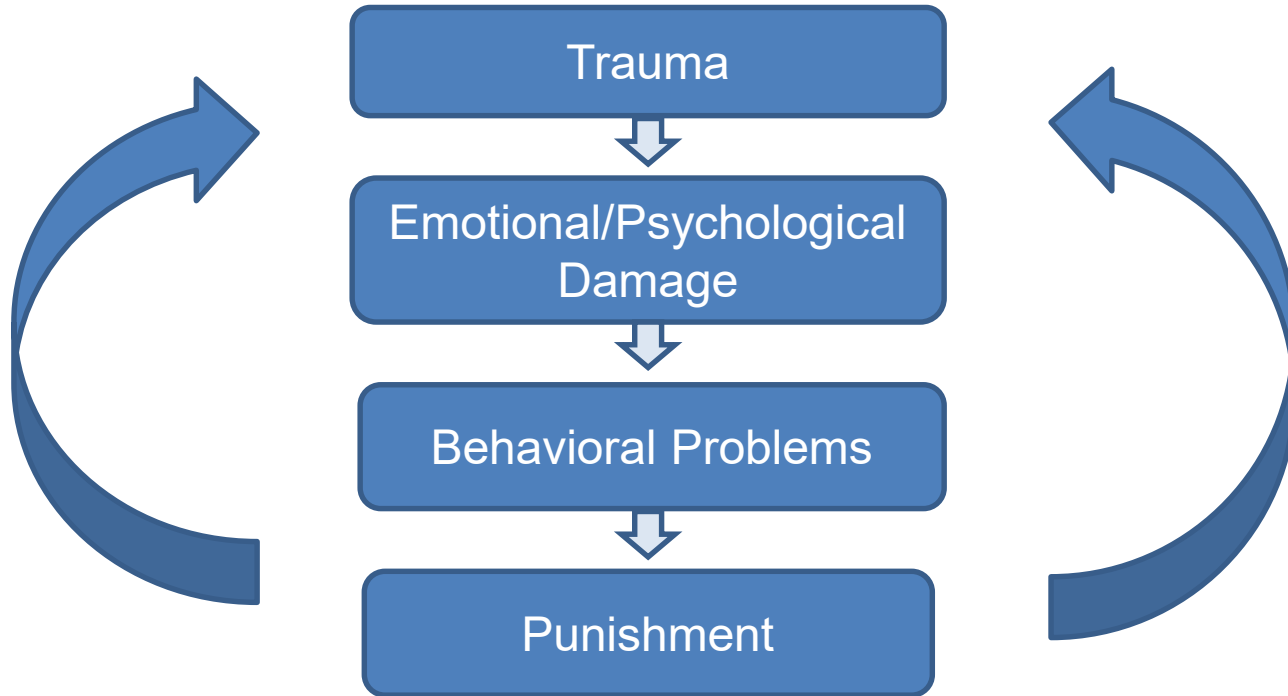 Trauma
Emotional/Psychological
Damage
Behavioral Problems
Punishment